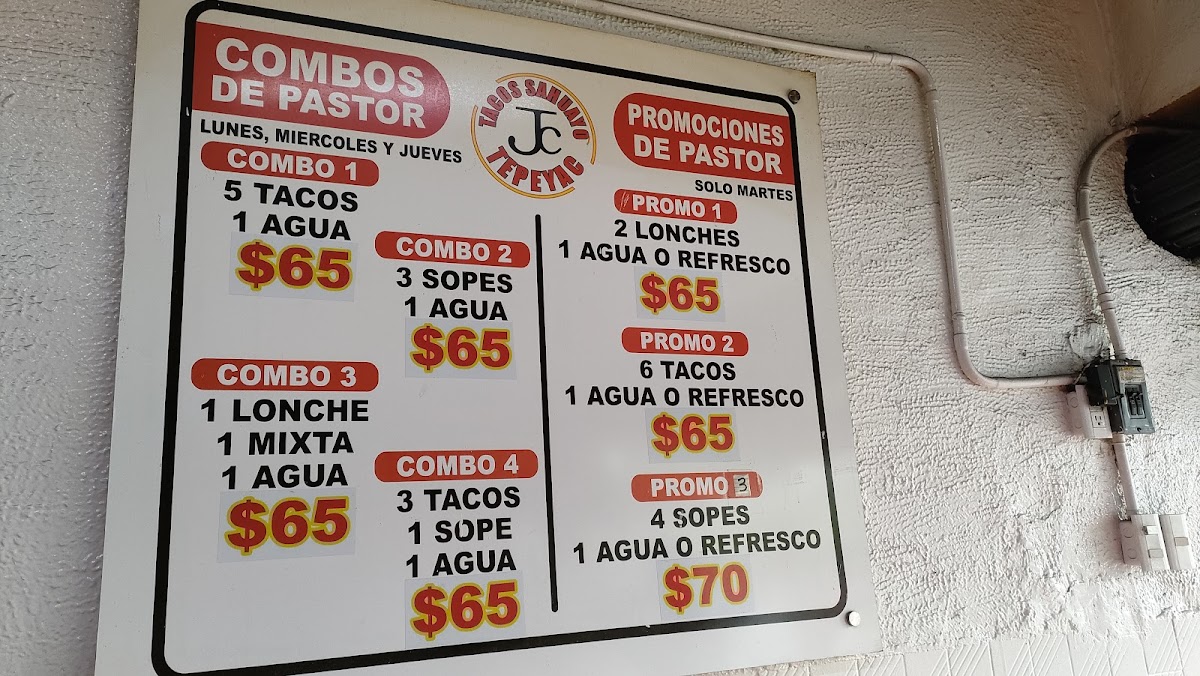 COMBOS
DE PASTOR
LUNES, MIERCOLES Y JUEVES
COMBO 1
5 TACOS
1 AGUA
$65
COMBO 2
3 SOPES
1 AGUA
$65
COMBO 3
1 LONCHE
1 MIXTA
1 AGUA
$65
COMBO 4
3 TACOS
1 SOPE
1 AGUA
$65
TACOS SAHUAYO
JC
TEPEYAC
PROMOCIONES
DE PASTOR
SOLO MARTES
PROMO 1
2 LONCHES
1 AGUA O REFRESCO
$65
PROMO 2
6 TACOS
1 AGUA O REFRESCO
$65
PROMO 3
4 SOPES
1 AGUA O REFRESCO
$70